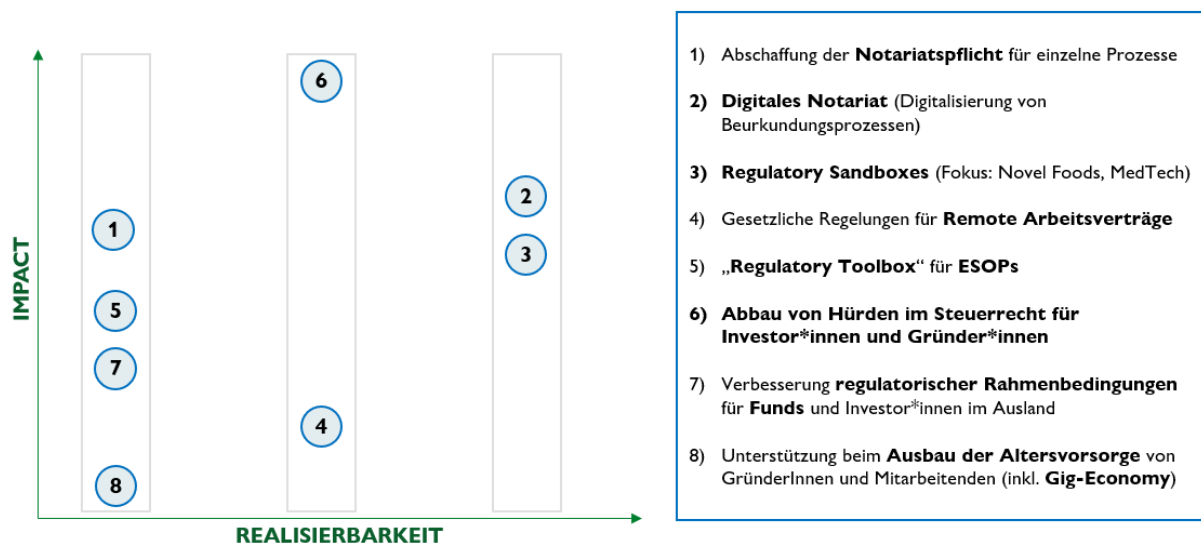 IMPACT
6
2
1
3
5
7
4
8
REALISIERBARKEIT
1) Abschaffung der Notariatspflicht für einzelne Prozesse
2) Digitales Notariat (Digitalisierung von
Beurkundungsprozessen)
3) Regulatory Sandboxes (Fokus: Novel Foods, MedTech)
4) Gesetzliche Regelungen für Remote Arbeitsverträge
5) „Regulatory Toolbox“ für ESOPs
6) Abbau von Hürden im Steuerrecht für
Investor*innen und Gründer*innen
7) Verbesserung regulatorischer Rahmenbedingungen
für Funds und Investor*innen im Ausland
8) Unterstützung beim Ausbau der Altersvorsorge von
GründerInnen und Mitarbeitenden (inkl. Gig-Economy)